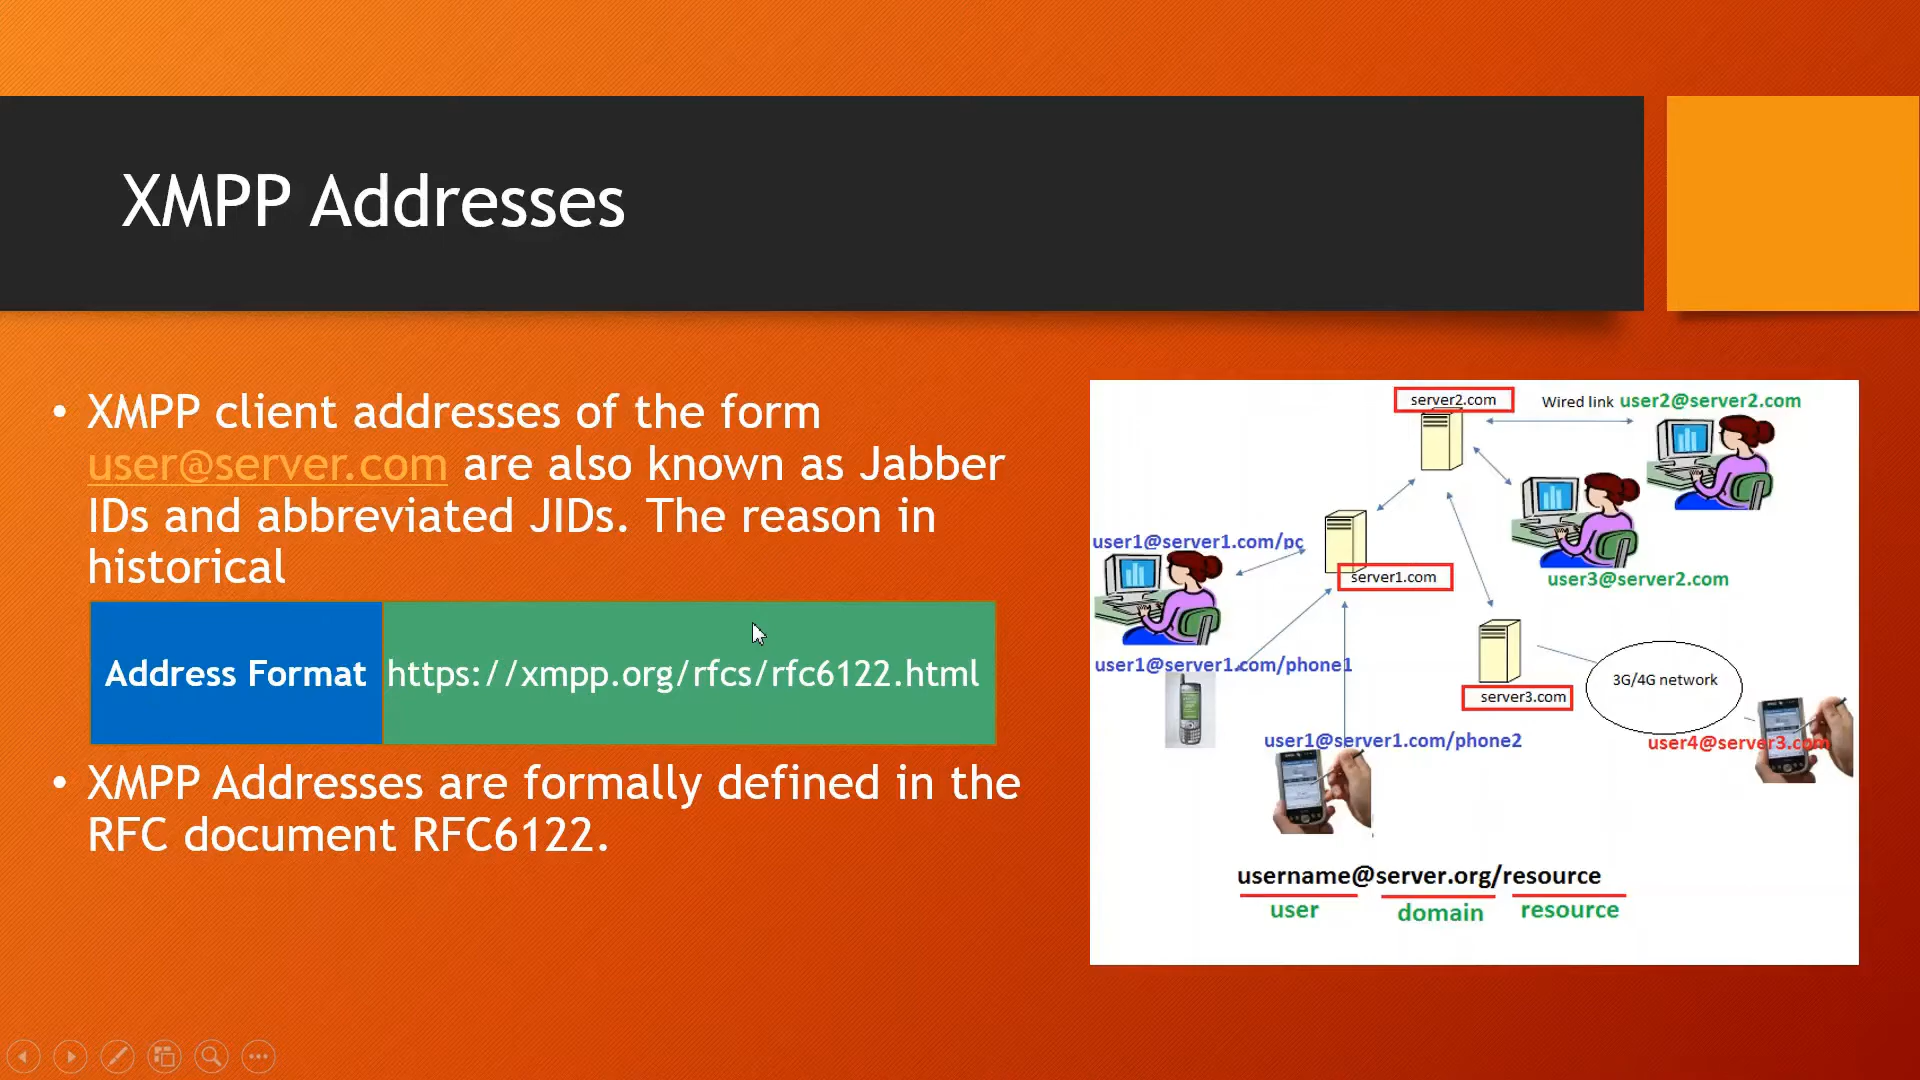 XMPP Addresses
• XMPP client addresses of the form
user@server.com are also known as Jabber
IDs and abbreviated JIDs. The reason in
historical
Address Format https://xmpp.org/rfcs/rfc6122.html
• XMPP Addresses are formally defined in the
RFC document RFC6122.
server2.com
Wired link user2@server2.com
user1@server1.com/pc
server1.com
user3@server2.com
user1@server1.com/phone1
3G/4G network
server3.com
user1@server1.com/phone2
user4@server3.com
username@server.org/resource
user domain resource